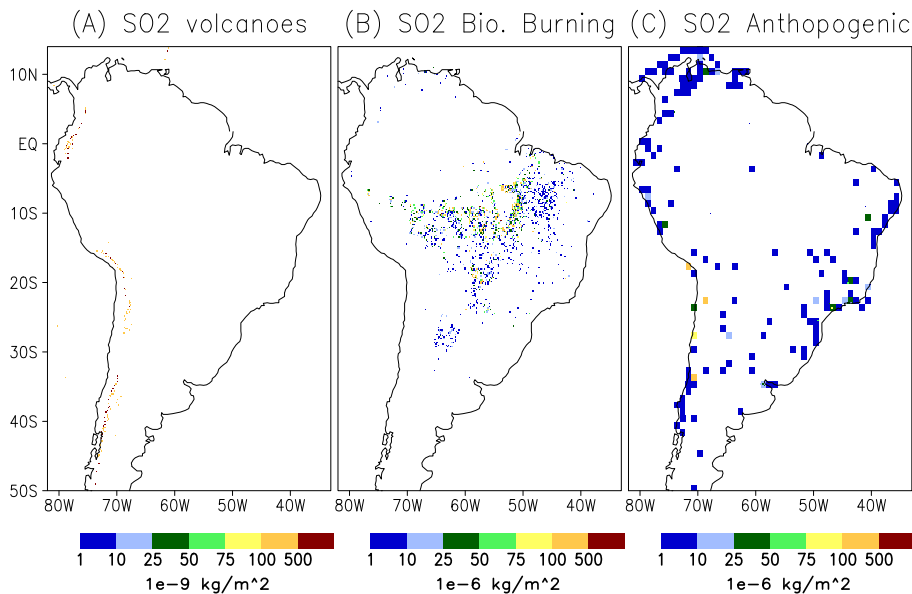 (A) SO2 volcanoes
(B) SO2 Bio. Burning
(C) SO2 Anthopogenic
10N
EQ
10S
20S
30S
40S
50S
80W 70W 60W 50W 40W
80W 70W 60W 50W 40W
80W 70W 60W 50W 40W
1 10 25 50 75 100 500
1e-9 kg/m^2
1 10 25 50 75 100 500
1e-6 kg/m^2
1 10 25 50 75 100 500
1e-6 kg/m^2